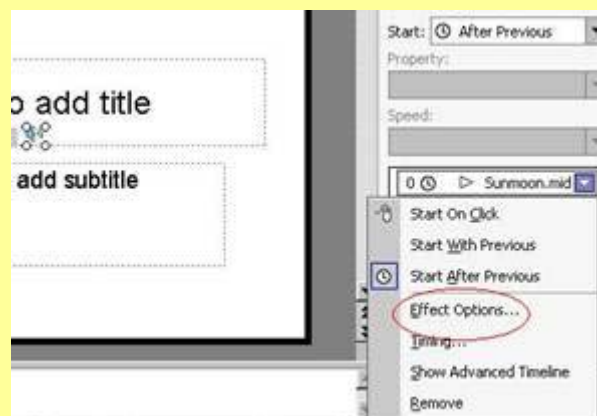 Start: After Previous
Property:
Speed:
o add title
add subtitle
0 Sunmoon.mid
Start On Click
Start With Previous
Start After Previous
Effect Options...
Timing...
Show Advanced Timeline
Remove